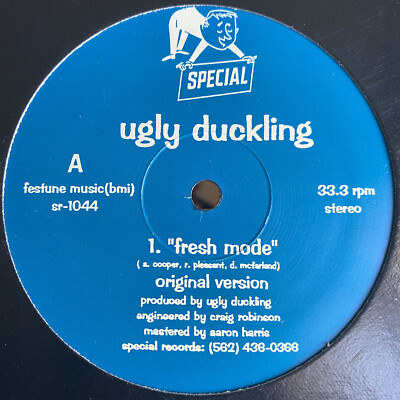 SPECIAL
ugly duckling
A
festune music(bmi)
sr-1044
33.3 rpm
stereo
1. "fresh mode"
( a. cooper, r. pleasant, d. mcfarland)
original version
produced by ugly duckling
engineered by craig robinson
mastered by aaron harris
special records: (562) 438-0368